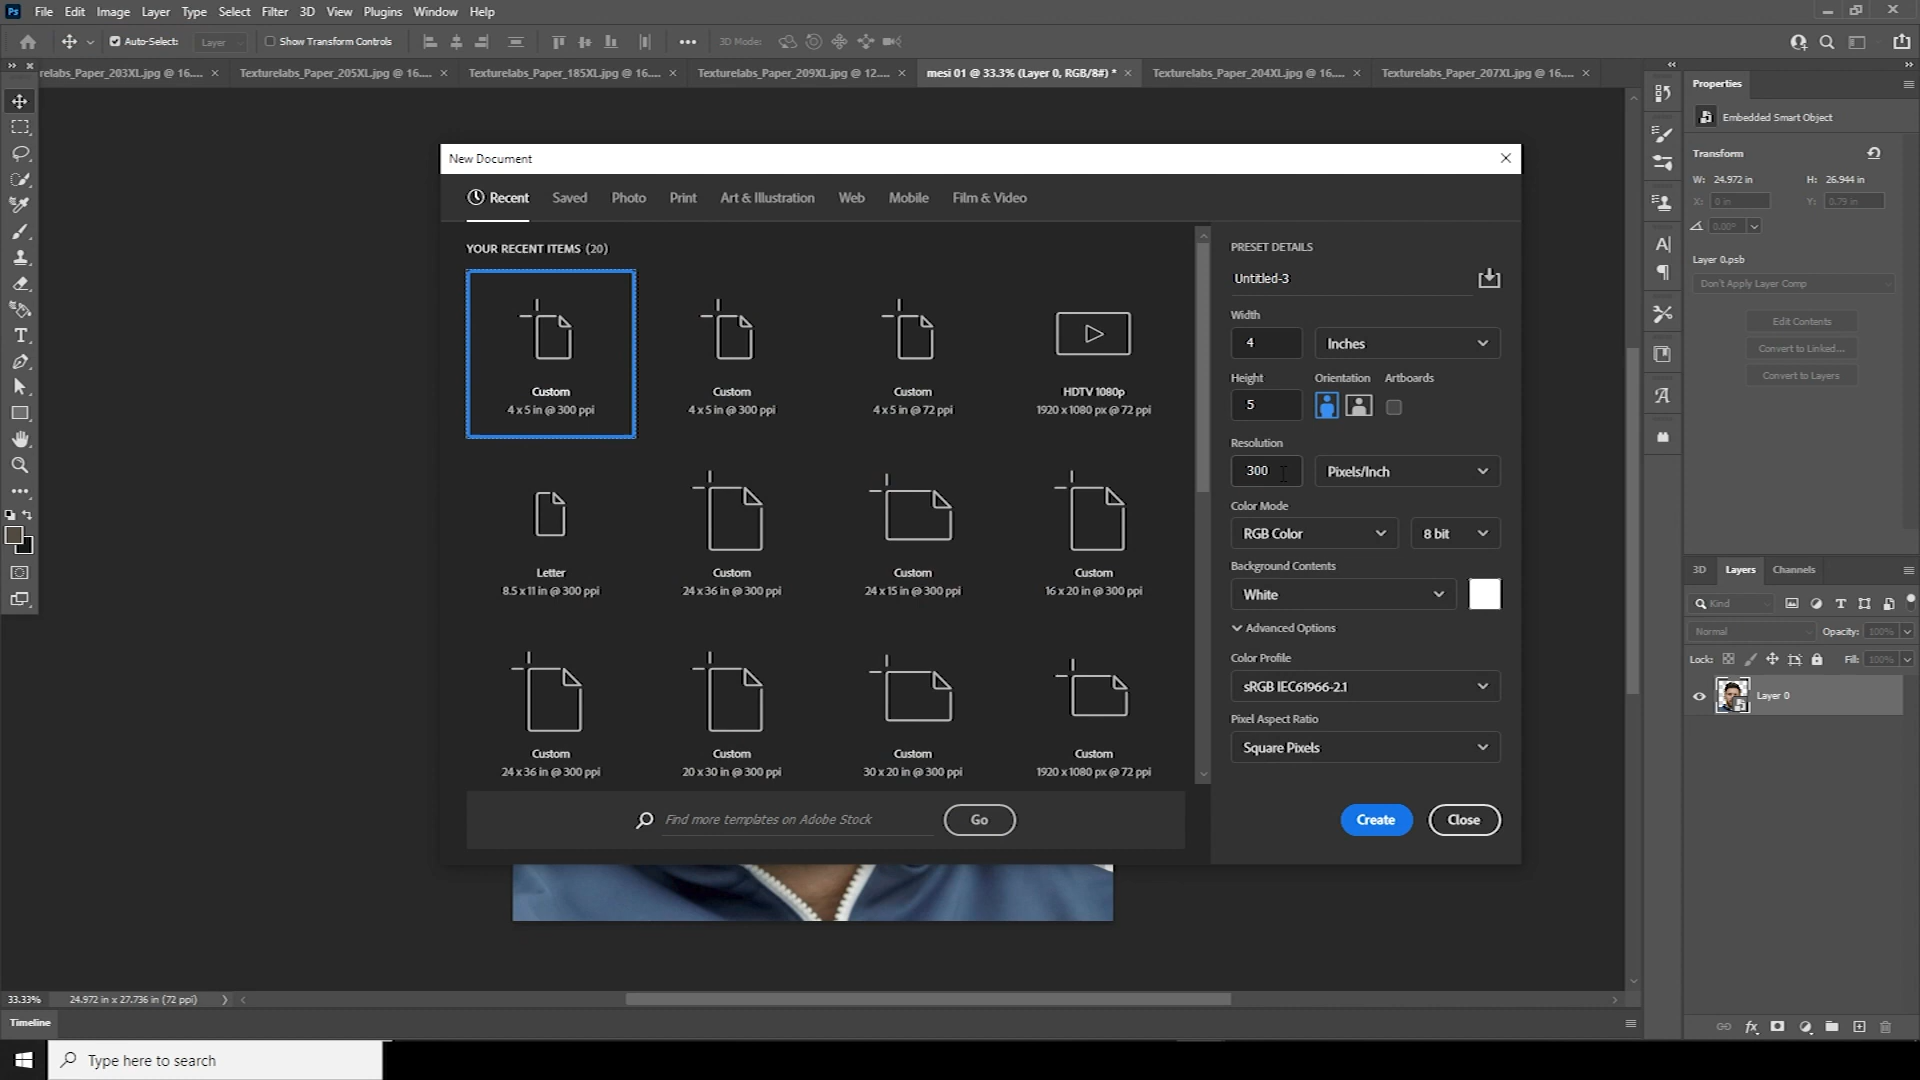 Ps File Edit Image Layer Type Select Filter 3D View Plugins Window Help
Auto-Select: Layer Show Transform Controls 3D Mode:
relabs_Paper_203XL.jpg @ 16.... × Texturelabs_Paper_205XL.jpg @ 16.... × Texturelabs_Paper_185XL.jpg @ 16.... × Texturelabs_Paper_209XL.jpg @ 12.... × mesi 01 @ 33.3% (Layer 0, RGB/8#) * × Texturelabs_Paper_204XL.jpg @ 16.... × Texturelabs_Paper_207XL.jpg @ 16.... ×
New Document
Recent Saved Photo Print Art & Illustration Web Mobile Film & Video
YOUR RECENT ITEMS (20)
Custom
4 x 5 in @ 300 ppi
Custom
4 x 5 in @ 300 ppi
Custom
4 x 5 in @ 72 ppi
HDTV 1080p
1920 x 1080 px @ 72 ppi
Letter
8.5 x 11 in @ 300 ppi
Custom
24 x 36 in @ 300 ppi
Custom
24 x 15 in @ 300 ppi
Custom
16 x 20 in @ 300 ppi
Custom
24 x 36 in @ 300 ppi
Custom
20 x 30 in @ 300 ppi
Custom
30 x 20 in @ 300 ppi
Custom
1920 x 1080 px @ 72 ppi
Find more templates on Adobe Stock Go
PRESET DETAILS
Untitled-3
Width
4 Inches
Height Orientation Artboards
5
Resolution
300 Pixels/Inch
Color Mode
RGB Color 8 bit
Background Contents
White
Advanced Options
Color Profile
sRGB IEC61966-2.1
Pixel Aspect Ratio
Square Pixels
Create Close
Properties
Embedded Smart Object
Transform
W: 24.972 in H: 26.944 in
X: 0 in Y: 0.79 in
0.00°
Layer 0.psb
Don't Apply Layer Comp
Edit Contents
Convert to Linked...
Convert to Layers
3D Layers Channels
Kind
Normal Opacity: 100%
Lock: Fill: 100%
Layer 0
fx
33.33% 24.972 in x 27.736 in (72 ppi)
Timeline
Type here to search